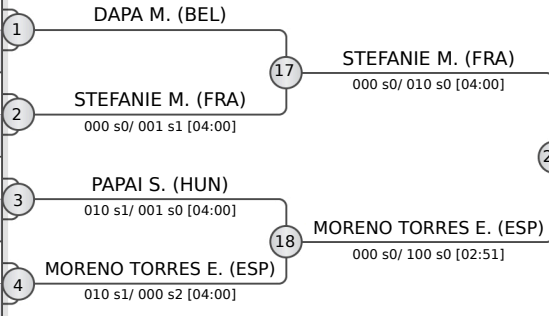 DAPA M. (BEL)
1
17
STEFANIE M. (FRA)
000 s0/ 010 s0 [04:00]
STEFANIE M. (FRA)
2
000 s0/ 001 s1 [04:00]
2
PAPAI S. (HUN)
3
010 s1/ 001 s0 [04:00]
18
MORENO TORRES E. (ESP)
000 s0/ 100 s0 [02:51]
MORENO TORRES E. (ESP)
4
010 s1/ 000 s2 [04:00]